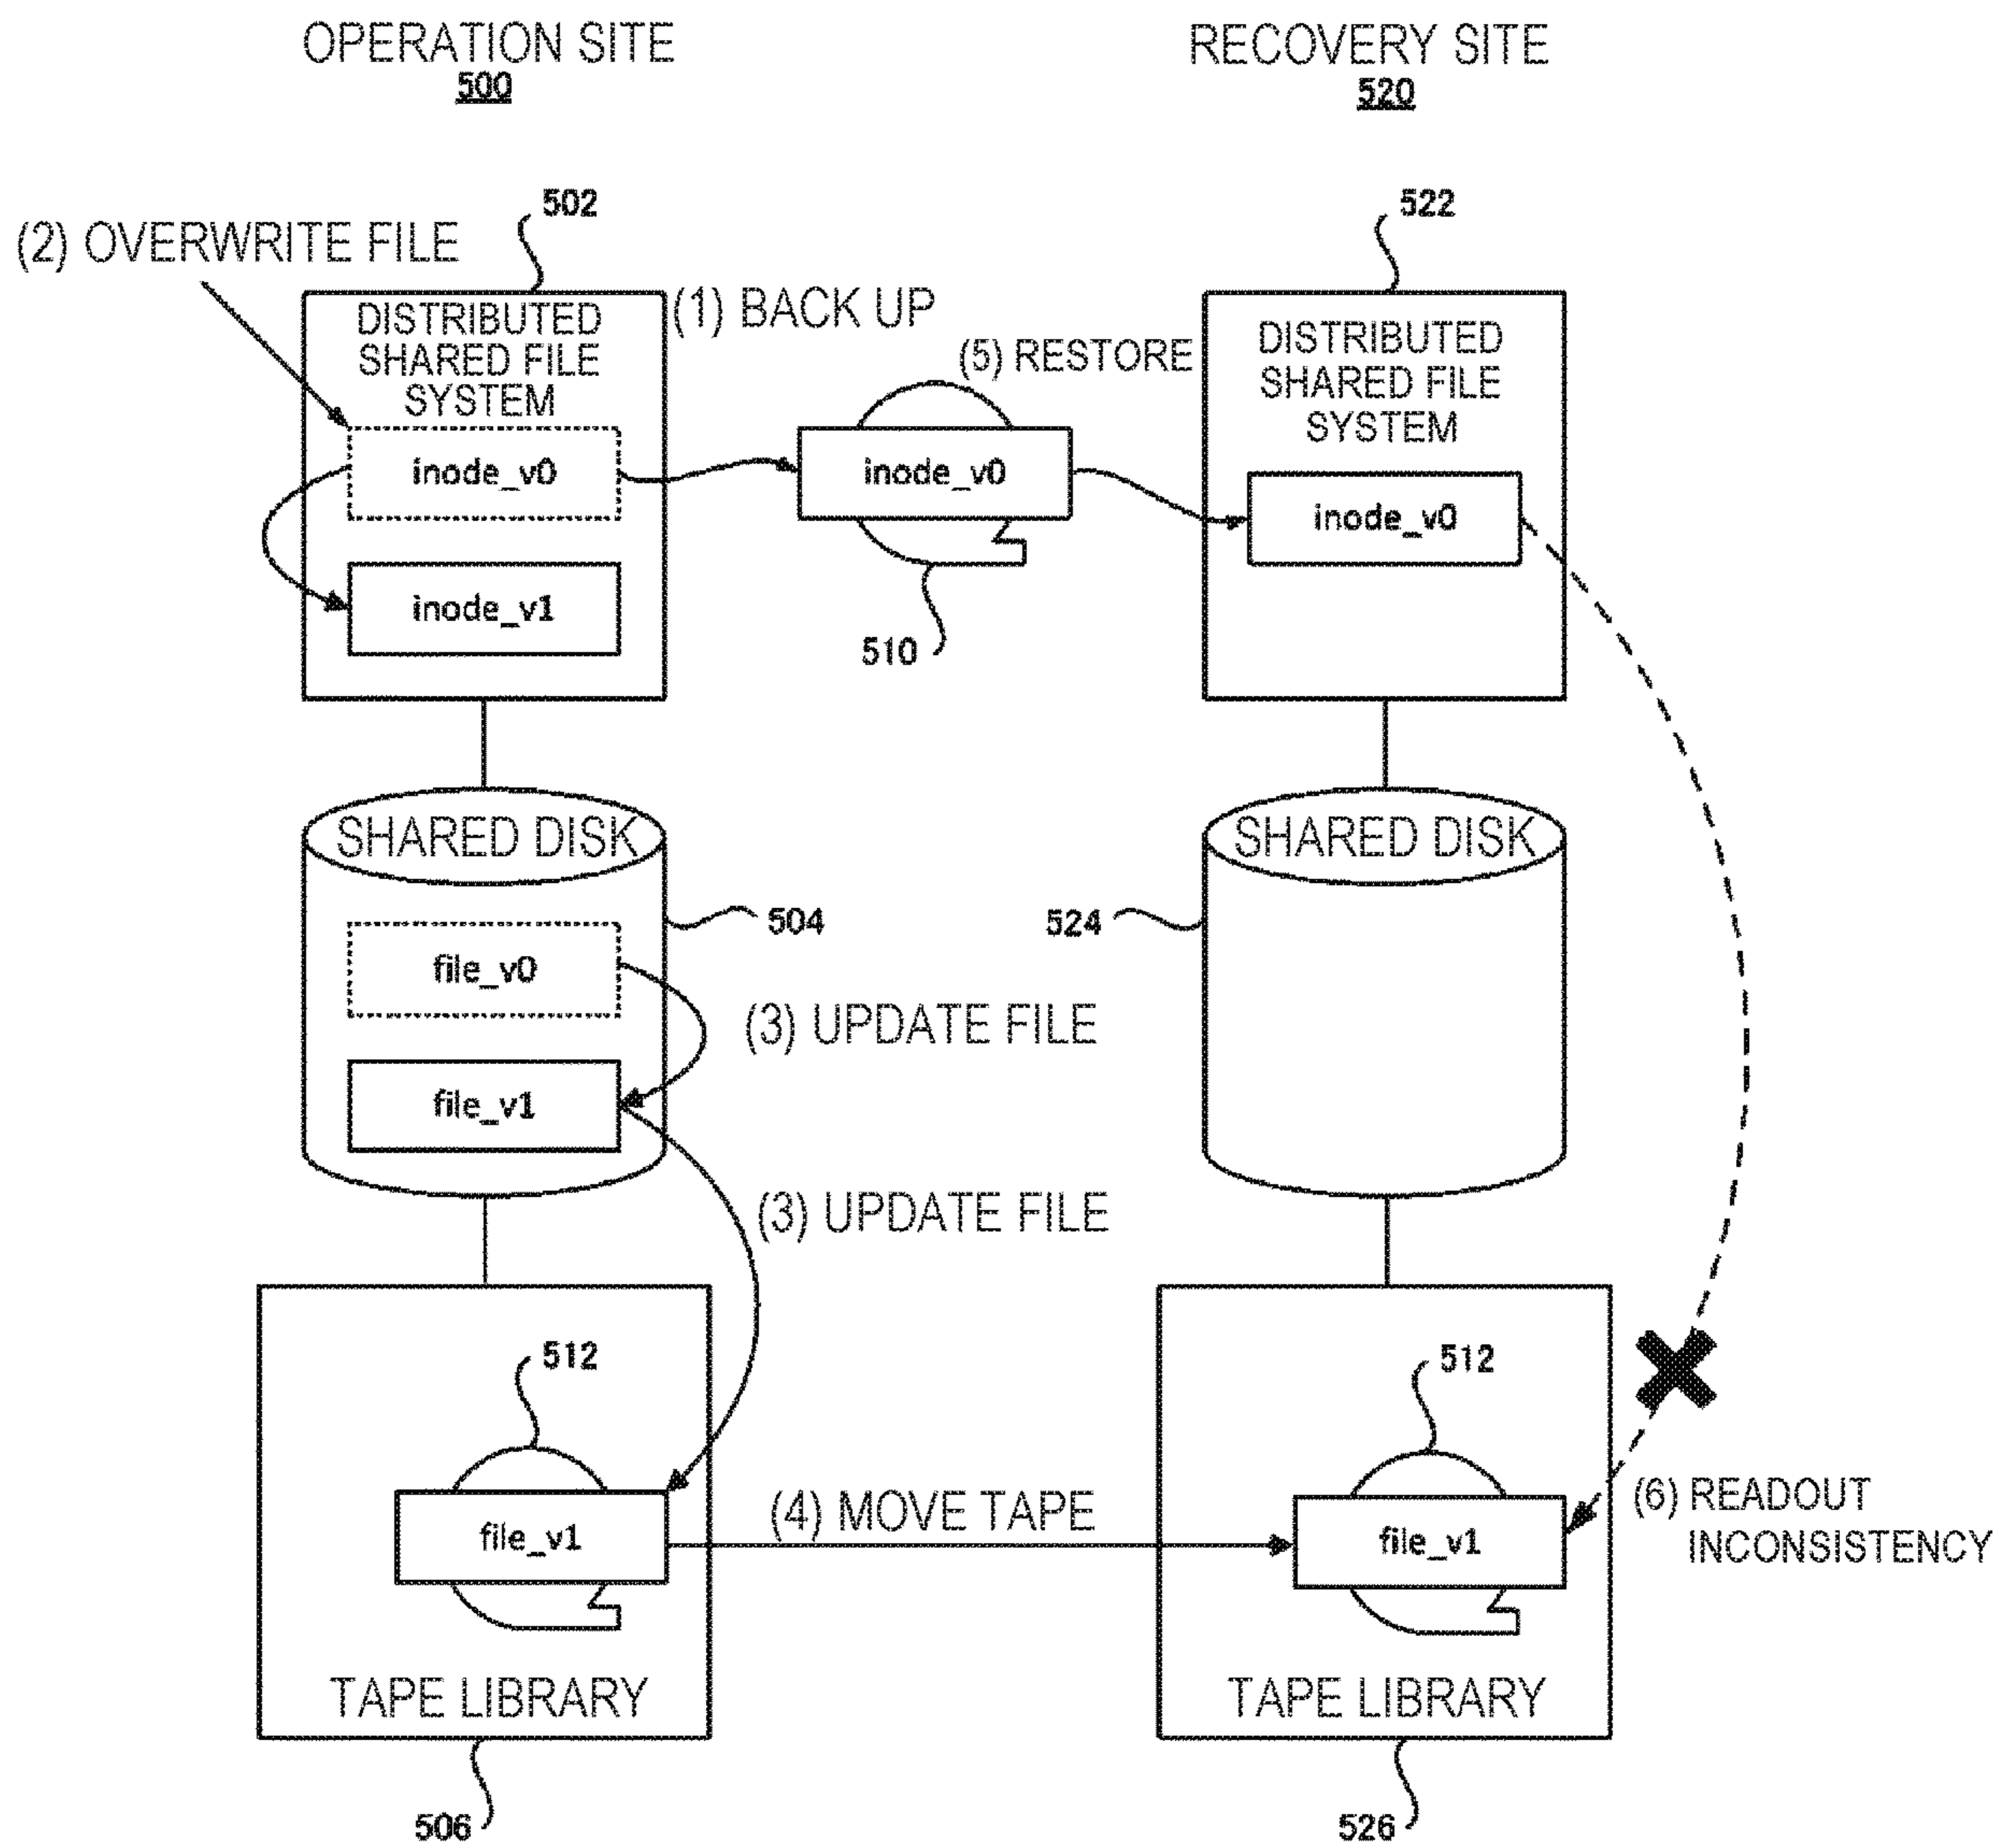 OPERATION SITE
500
RECOVERY SITE
520
502
522
(2) OVERWRITE FILE
DISTRIBUTED
SHARED FILE
SYSTEM
(1) BACK UP
(5) RESTORE
DISTRIBUTED
SHARED FILE
SYSTEM
inode_v0
inode_v0
inode_v0
inode_v1
510
SHARED DISK
SHARED DISK
504
524
file_v0
(3) UPDATE FILE
file_v1
(3) UPDATE FILE
512
512
file_v1
(4) MOVE TAPE
file_v1
(6) READOUT
INCONSISTENCY
TAPE LIBRARY
TAPE LIBRARY
506
526